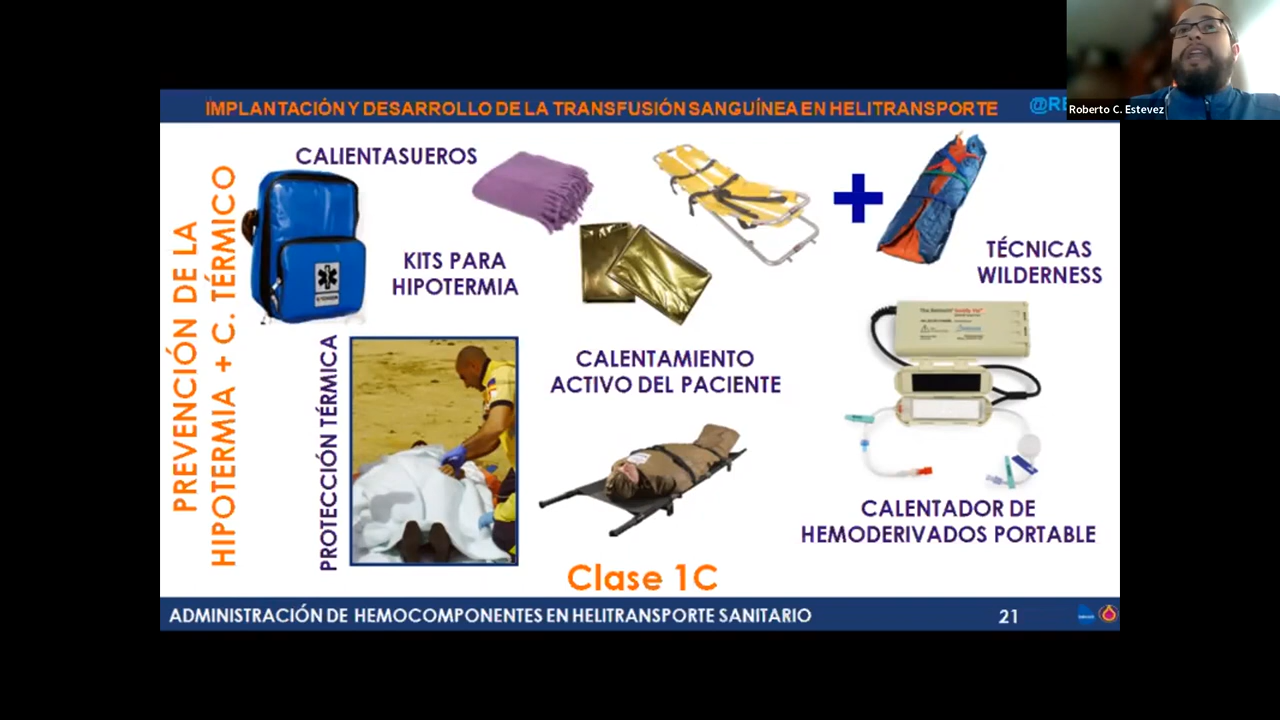 IMPLANTACIÓN Y DESARROLLO DE LA TRANSFUSIÓN SANGUÍNEA EN HELITRANSPORTE
@RE
Roberto C. Estevez
PREVENCIÓN DE LA
HIPOTERMIA + C. TÉRMICO
CALIENTASUEROS
KITS PARA
HIPOTERMIA
+
TÉCNICAS
WILDERNESS
PROTECCIÓN TÉRMICA
CALENTAMIENTO
ACTIVO DEL PACIENTE
CALENTADOR DE
HEMODERIVADOS PORTABLE
Clase 1C
ADMINISTRACIÓN DE HEMOCOMPONENTES EN HELITRANSPORTE SANITARIO
21